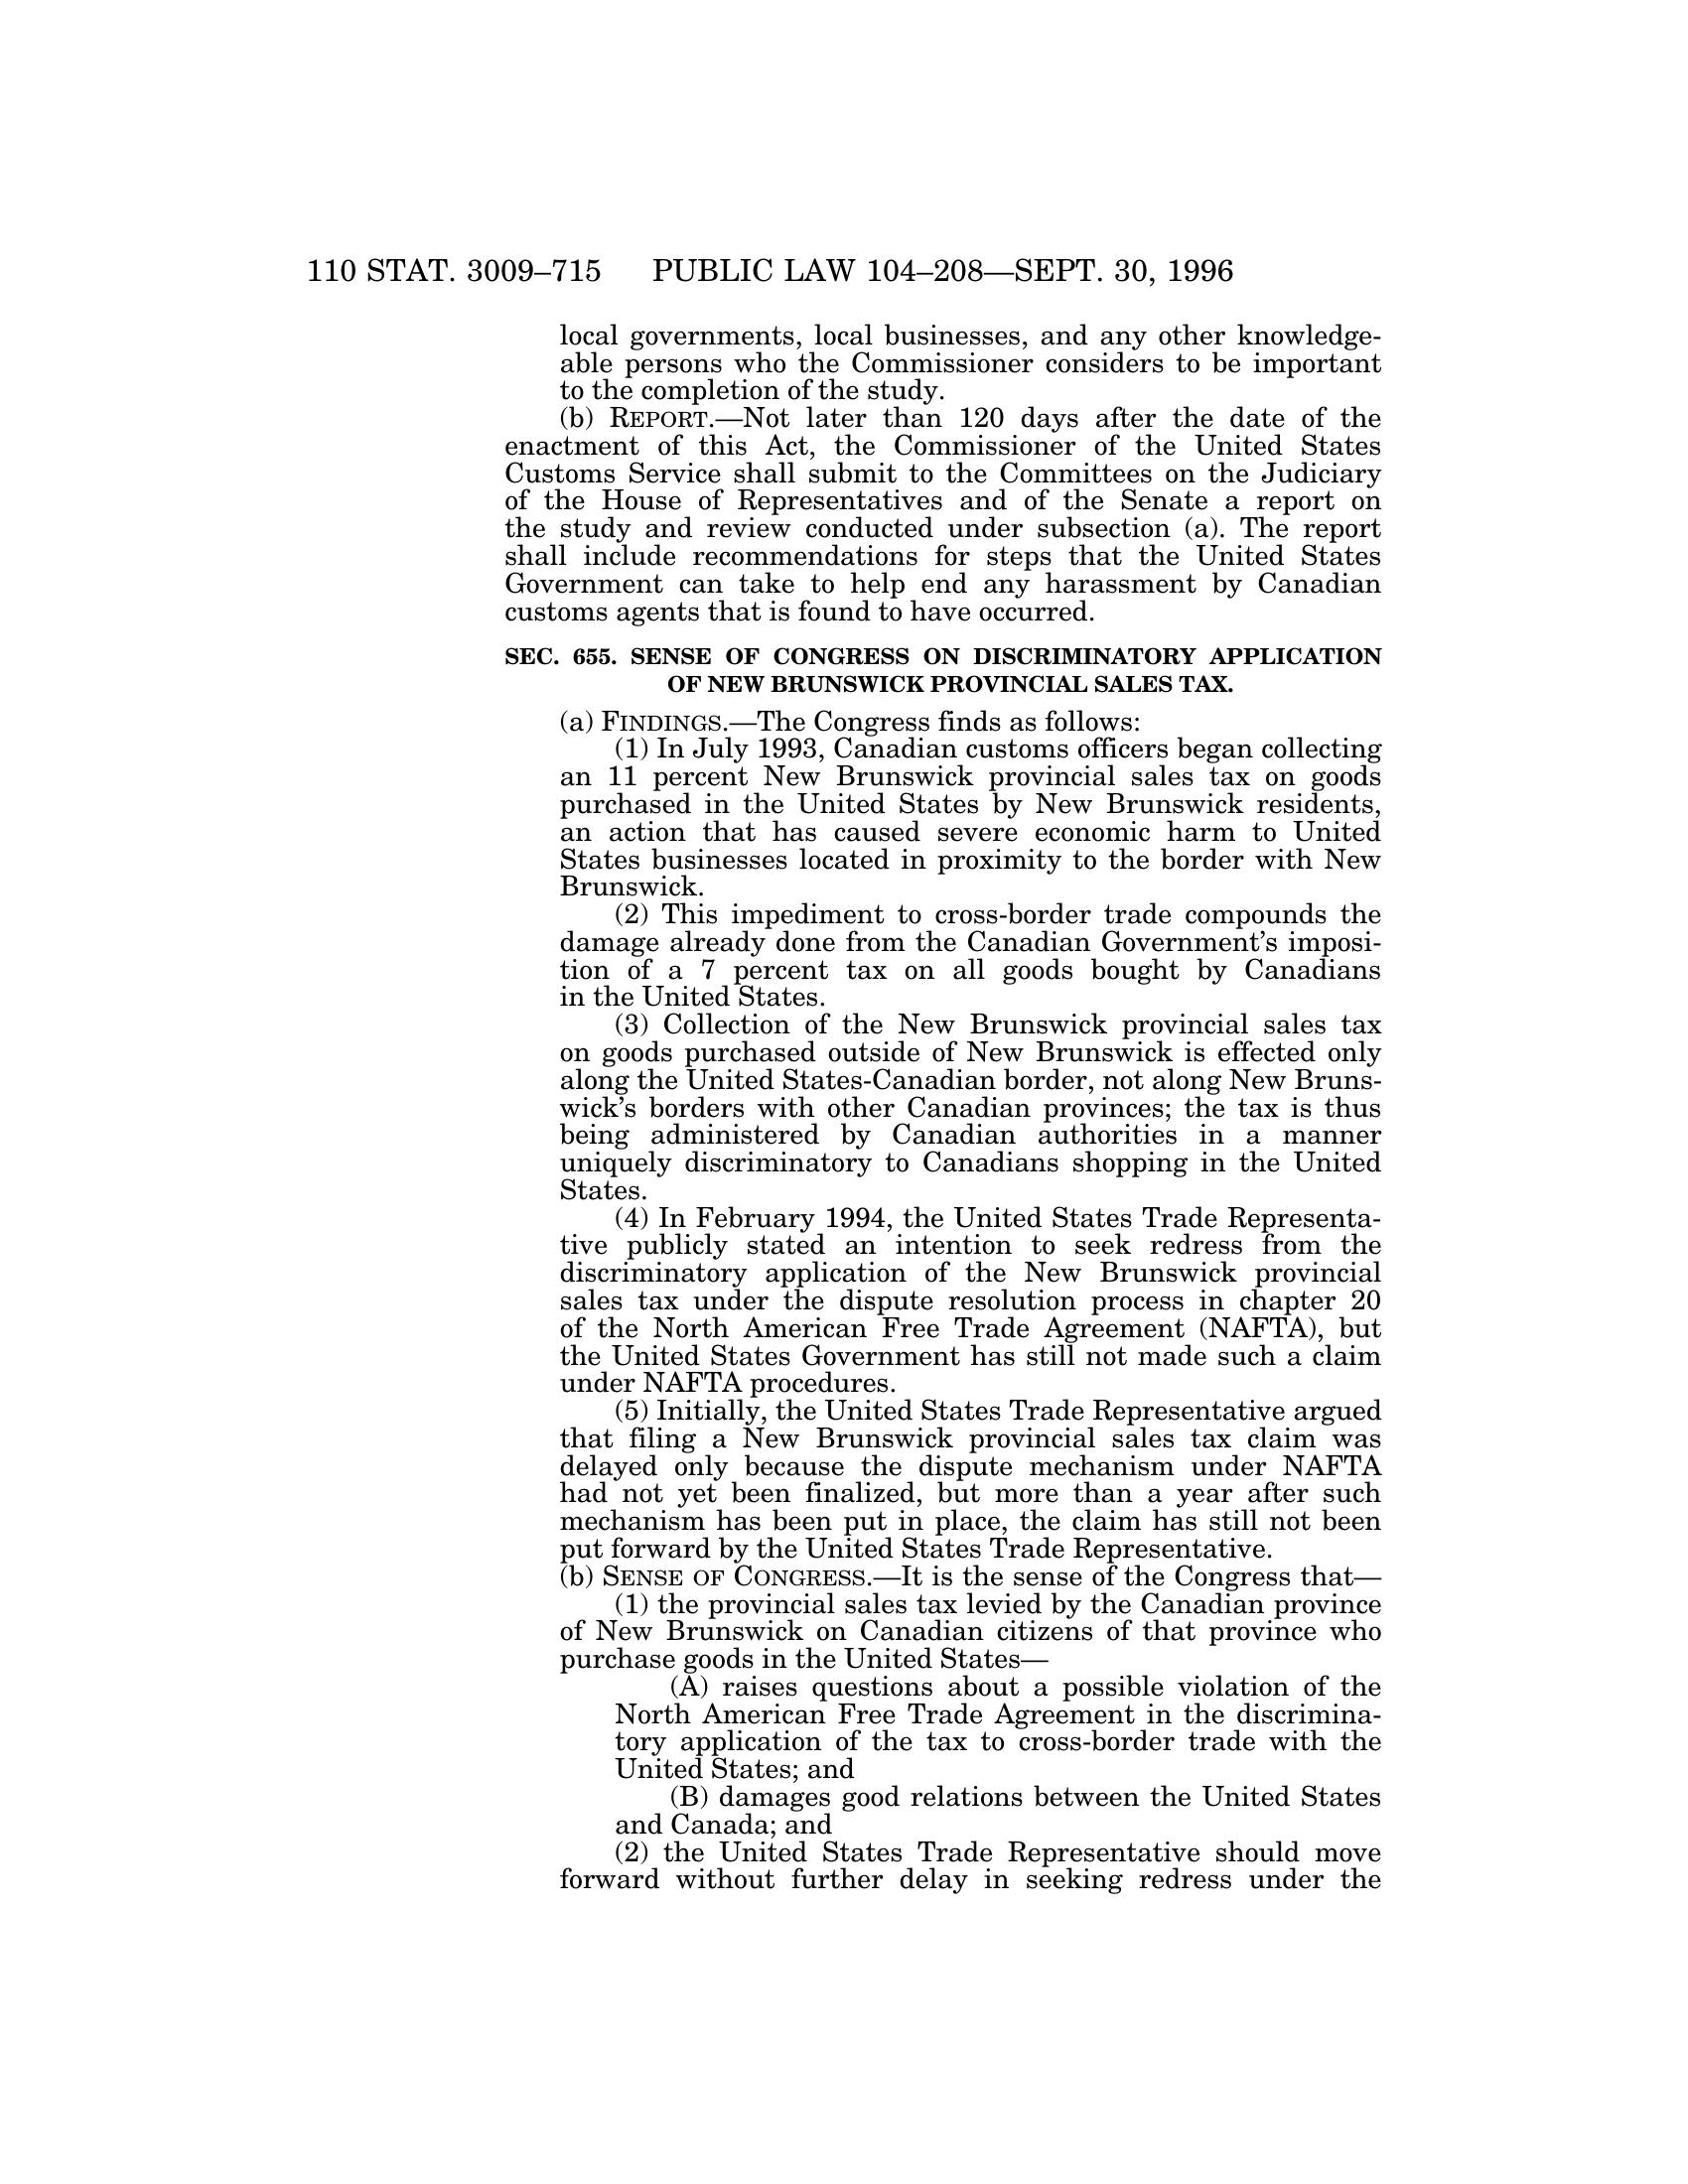 110 STAT. 3009–715 PUBLIC LAW 104–208—SEPT. 30, 1996
local governments, local businesses, and any other knowledge-
able persons who the Commissioner considers to be important
to the completion of the study.
(b) REPORT.—Not later than 120 days after the date of the
enactment of this Act, the Commissioner of the United States
Customs Service shall submit to the Committees on the Judiciary
of the House of Representatives and of the Senate a report on
the study and review conducted under subsection (a). The report
shall include recommendations for steps that the United States
Government can take to help end any harassment by Canadian
customs agents that is found to have occurred.
SEC. 655. SENSE OF CONGRESS ON DISCRIMINATORY APPLICATION
OF NEW BRUNSWICK PROVINCIAL SALES TAX.
(a) FINDINGS.—The Congress finds as follows:
(1) In July 1993, Canadian customs officers began collecting
an 11 percent New Brunswick provincial sales tax on goods
purchased in the United States by New Brunswick residents,
an action that has caused severe economic harm to United
States businesses located in proximity to the border with New
Brunswick.
(2) This impediment to cross-border trade compounds the
damage already done from the Canadian Government's imposi-
tion of a 7 percent tax on all goods bought by Canadians
in the United States.
(3) Collection of the New Brunswick provincial sales tax
on goods purchased outside of New Brunswick is effected only
along the United States-Canadian border, not along New Bruns-
wick's borders with other Canadian provinces; the tax is thus
being administered by Canadian authorities in a manner
uniquely discriminatory to Canadians shopping in the United
States.
(4) In February 1994, the United States Trade Representa-
tive publicly stated an intention to seek redress from the
discriminatory application of the New Brunswick provincial
sales tax under the dispute resolution process in chapter 20
of the North American Free Trade Agreement (NAFTA), but
the United States Government has still not made such a claim
under NAFTA procedures.
(5) Initially, the United States Trade Representative argued
that filing a New Brunswick provincial sales tax claim was
delayed only because the dispute mechanism under NAFTA
had not yet been finalized, but more than a year after such
mechanism has been put in place, the claim has still not been
put forward by the United States Trade Representative.
(b) SENSE OF CONGRESS.—It is the sense of the Congress that—
(1) the provincial sales tax levied by the Canadian province
of New Brunswick on Canadian citizens of that province who
purchase goods in the United States—
(A) raises questions about a possible violation of the
North American Free Trade Agreement in the discrimina-
tory application of the tax to cross-border trade with the
United States; and
(B) damages good relations between the United States
and Canada; and
(2) the United States Trade Representative should move
forward without further delay in seeking redress under the